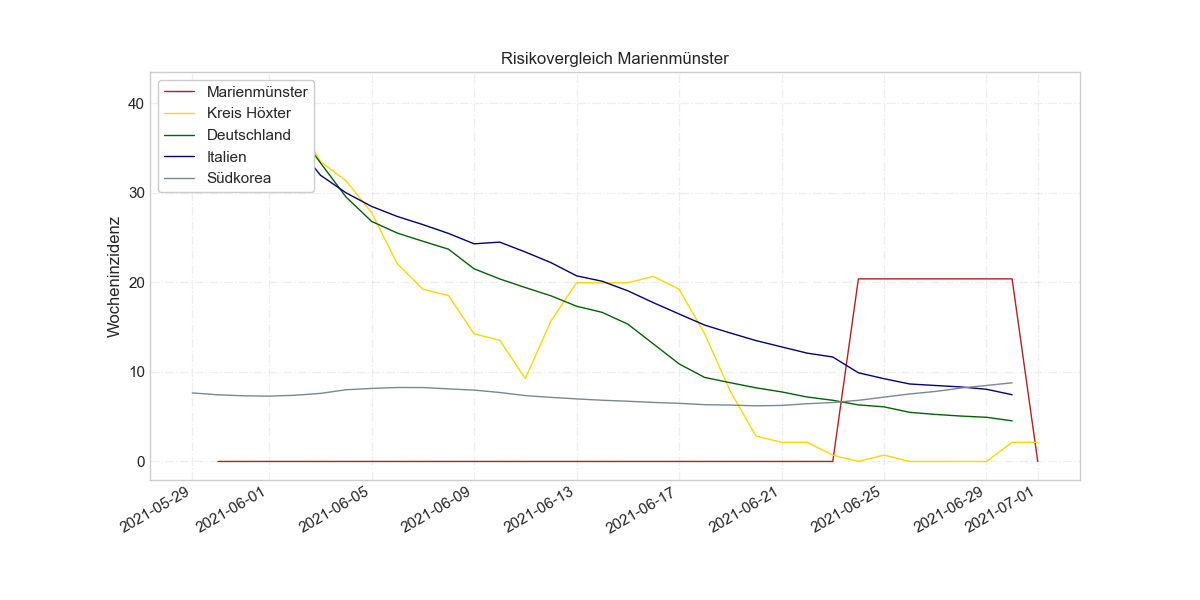 Risikovergleich Marienmünster
Marienmünster
Kreis Höxter
Deutschland
Italien
Südkorea
Wocheninzidenz
40
30
20
10
0
2021-05-29
2021-06-01
2021-06-05
2021-06-09
2021-06-13
2021-06-17
2021-06-21
2021-06-25
2021-06-29
2021-07-01